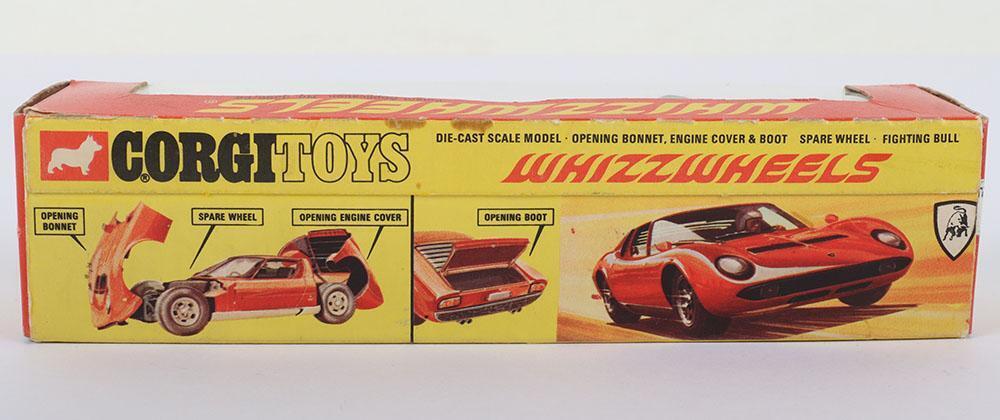 WHIZZWHEELS
CORGI TOYS
DIE-CAST SCALE MODEL · OPENING BONNET, ENGINE COVER & BOOT SPARE WHEEL · FIGHTING BULL
WHIZZWHEELS
OPENING
BONNET
SPARE WHEEL
OPENING ENGINE COVER
OPENING BOOT